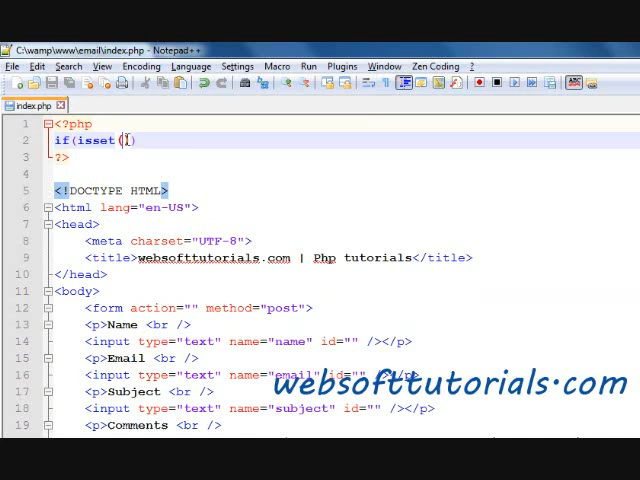 C:\wamp\www\email\index.php - Notepad++
File Edit Search View Encoding Language Settings Macro Run Plugins Window Zen Coding ?
index.php
1 <?php
2 if(isset())
3 ?>
4
5 <!DOCTYPE HTML>
6 <html lang="en-US">
7 <head>
8 <meta charset="UTF-8">
9 <title>websofttutorials.com | Php tutorials</title>
10 </head>
11 <body>
12 <form action="" method="post">
13 <p>Name <br />
14 <input type="text" name="name" id="" /></p>
15 <p>Email <br />
16 <input type="text" name="email" id="" /></p>
17 <p>Subject <br />
18 <input type="text" name="subject" id="" /></p>
19 <p>Comments <br />
websofttutorials.com